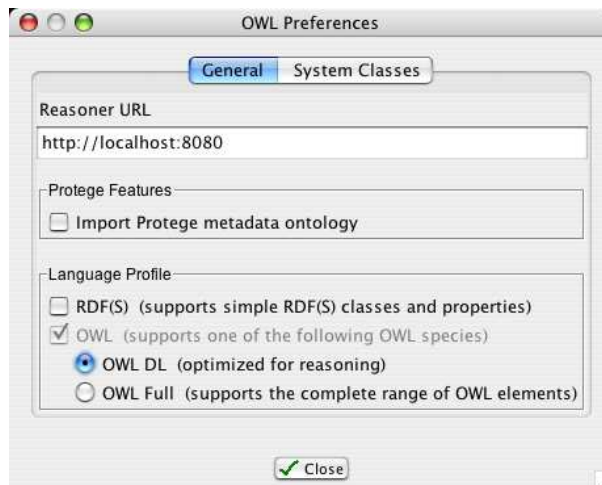 OWL Preferences
General System Classes
Reasoner URL
http://localhost:8080
Protege Features
Import Protege metadata ontology
Language Profile
RDF(S) (supports simple RDF(S) classes and properties)
OWL (supports one of the following OWL species)
OWL DL (optimized for reasoning)
OWL Full (supports the complete range of OWL elements)
Close